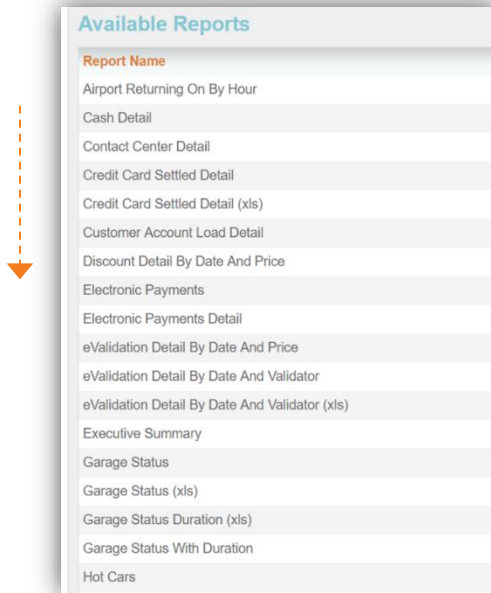 Available Reports
Report Name
Airport Returning On By Hour
Cash Detail
Contact Center Detail
Credit Card Settled Detail
Credit Card Settled Detail (xls)
Customer Account Load Detail
Discount Detail By Date And Price
Electronic Payments
Electronic Payments Detail
eValidation Detail By Date And Price
eValidation Detail By Date And Validator
eValidation Detail By Date And Validator (xls)
Executive Summary
Garage Status
Garage Status (xls)
Garage Status Duration (xls)
Garage Status With Duration
Hot Cars